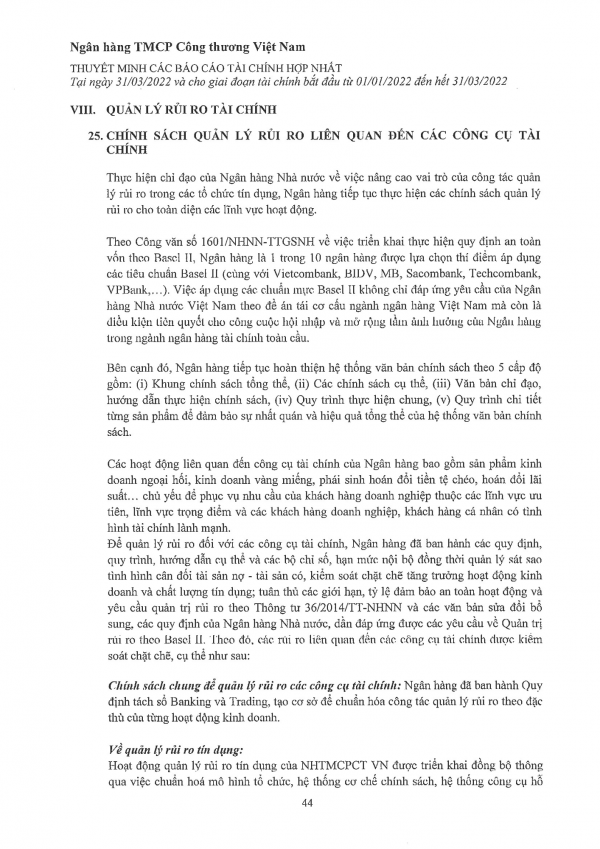 Ngân hàng TMCP Công thương Việt Nam
THUYẾT MINH CÁC BÁO CÁO TÀI CHÍNH HỢP NHẤT
Tại ngày 31/03/2022 và cho giai đoạn tài chính bắt đầu từ 01/01/2022 đến hết 31/03/2022
VIII. QUẢN LÝ RỦI RO TÀI CHÍNH
25. CHÍNH SÁCH QUẢN LÝ RỦI RO LIÊN QUAN ĐẾN CÁC CÔNG CỤ TÀI
CHÍNH
Thực hiện chỉ đạo của Ngân hàng Nhà nước về việc nâng cao vai trò của công tác quản
lý rủi ro trong các tổ chức tín dụng, Ngân hàng tiếp tục thực hiện các chính sách quản lý
rủi ro cho toàn diện các lĩnh vực hoạt động.
Theo Công văn số 1601/NHNN-TTGSNH về việc triển khai thực hiện quy định an toàn
vốn theo Basel II, Ngân hàng là 1 trong 10 ngân hàng được lựa chọn thí điểm áp dụng
các tiêu chuẩn Basel II (cùng với Vietcombank, BIDV, MB, Sacombank, Techcombank,
VPBank,…). Việc áp dụng các chuẩn mực Basel II không chỉ đáp ứng yêu cầu của Ngân
hàng Nhà nước Việt Nam theo đề án tái cơ cấu ngành ngân hàng Việt Nam mà còn là
điều kiện tiên quyết cho công cuộc hội nhập và mở rộng tầm ảnh hưởng của Ngân hàng
trong ngành ngân hàng tài chính toàn cầu.
Bên cạnh đó, Ngân hàng tiếp tục hoàn thiện hệ thống văn bản chính sách theo 5 cấp độ
gồm: (i) Khung chính sách tổng thể, (ii) Các chính sách cụ thể, (iii) Văn bản chỉ đạo,
hướng dẫn thực hiện chính sách, (iv) Quy trình thực hiện chung, (v) Quy trình chi tiết
từng sản phẩm để đảm bảo sự nhất quán và hiệu quả tổng thể của hệ thống văn bản chính
sách.
Các hoạt động liên quan đến công cụ tài chính của Ngân hàng bao gồm sản phẩm kinh
doanh ngoại hối, kinh doanh vàng miếng, phái sinh hoán đổi tiền tệ chéo, hoán đổi lãi
suất… chủ yếu để phục vụ nhu cầu của khách hàng doanh nghiệp thuộc các lĩnh vực ưu
tiên, lĩnh vực trọng điểm và các khách hàng doanh nghiệp, khách hàng cá nhân có tình
hình tài chính lành mạnh.
Để quản lý rủi ro đối với các công cụ tài chính, Ngân hàng đã ban hành các quy định,
quy trình, hướng dẫn cụ thể và các bộ chỉ số, hạn mức nội bộ đồng thời quản lý sát sao
tình hình cân đối tài sản nợ - tài sản có, kiểm soát chặt chẽ tăng trưởng hoạt động kinh
doanh và chất lượng tín dụng; tuân thủ các giới hạn, tỷ lệ đảm bảo an toàn hoạt động và
yêu cầu quản trị rủi ro theo Thông tư 36/2014/TT-NHNN và các văn bản sửa đổi bổ
sung, các quy định của Ngân hàng Nhà nước, dần đáp ứng được các yêu cầu về Quản trị
rủi ro theo Basel II. Theo đó, các rủi ro liên quan đến các công cụ tài chính được kiểm
soát chặt chẽ, cụ thể như sau:
Chính sách chung để quản lý rủi ro các công cụ tài chính: Ngân hàng đã ban hành Quy
định tách sổ Banking và Trading, tạo cơ sở để chuẩn hóa công tác quản lý rủi ro theo đặc
thù của từng hoạt động kinh doanh.
Về quản lý rủi ro tín dụng:
Hoạt động quản lý rủi ro tín dụng của NHTMCPCT VN được triển khai đồng bộ thông
qua việc chuẩn hoá mô hình tổ chức, hệ thống cơ chế chính sách, hệ thống công cụ hỗ
44